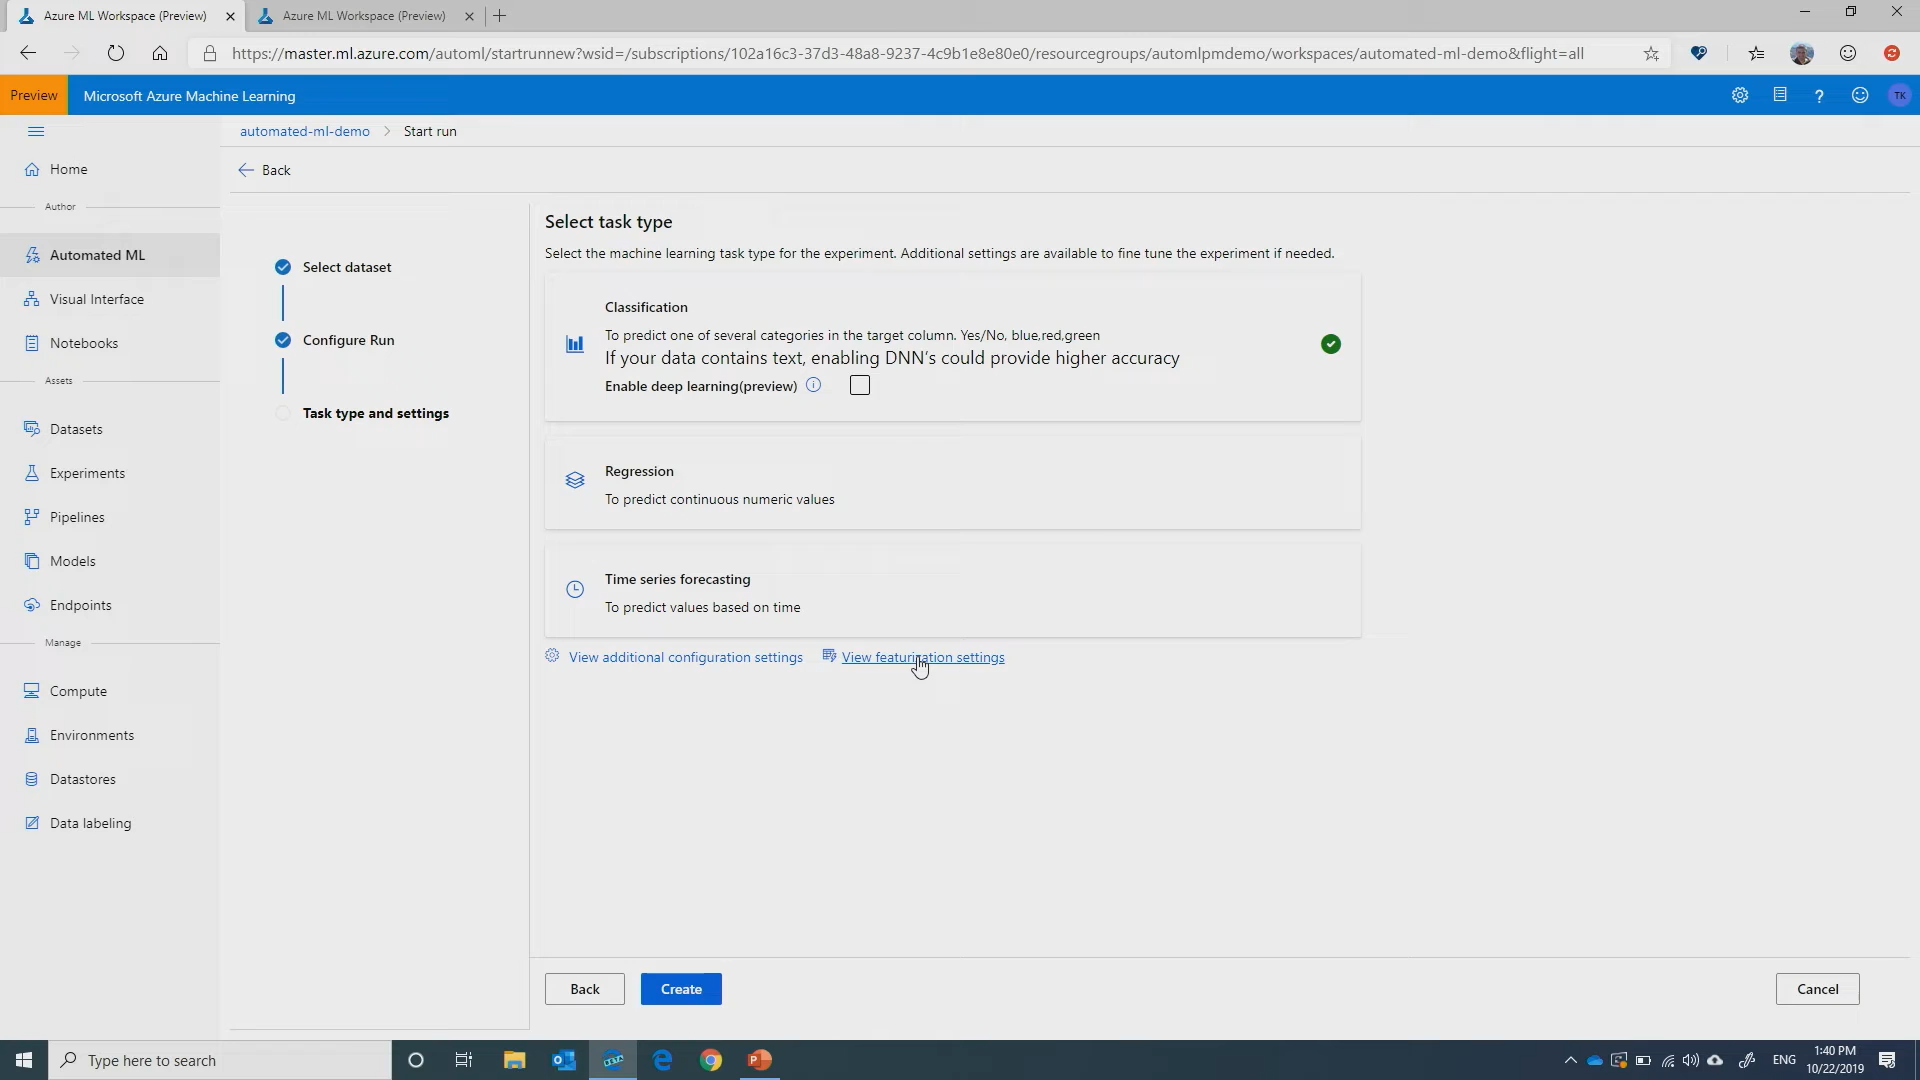 Azure ML Workspace (Preview)
Azure ML Workspace (Preview)
https://master.ml.azure.com/automl/startrunnew?wsid=/subscriptions/102a16c3-37d3-48a8-9237-4c9b1e8e80e0/resourcegroups/automlpmdemo/workspaces/automated-ml-demo&flight=all
Preview
Microsoft Azure Machine Learning
?
TK
automated-ml-demo > Start run
Back
Home
Author
Automated ML
Visual Interface
Notebooks
Assets
Datasets
Experiments
Pipelines
Models
Endpoints
Manage
Compute
Environments
Datastores
Data labeling
Select dataset
Configure Run
Task type and settings
Select task type
Select the machine learning task type for the experiment. Additional settings are available to fine tune the experiment if needed.
Classification
To predict one of several categories in the target column. Yes/No, blue,red,green
If your data contains text, enabling DNN's could provide higher accuracy
Enable deep learning(preview)
Regression
To predict continuous numeric values
Time series forecasting
To predict values based on time
View additional configuration settings
View featurization settings
Back
Create
Cancel
Type here to search
BETA
ENG
1:40 PM
10/22/2019